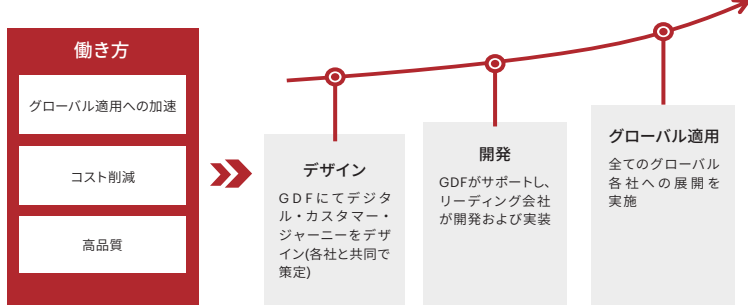 働き方
グローバル適用への加速
コスト削減
高品質
デザイン
GDFにてデジタ
ル・カスタマー・
ジャーニーをデザ
イン(各社と共同で
策定)
開発
GDFがサポートし、
リーディング会社
が開発および実装
グローバル適用
全てのグローバル
各社への展開を
実施